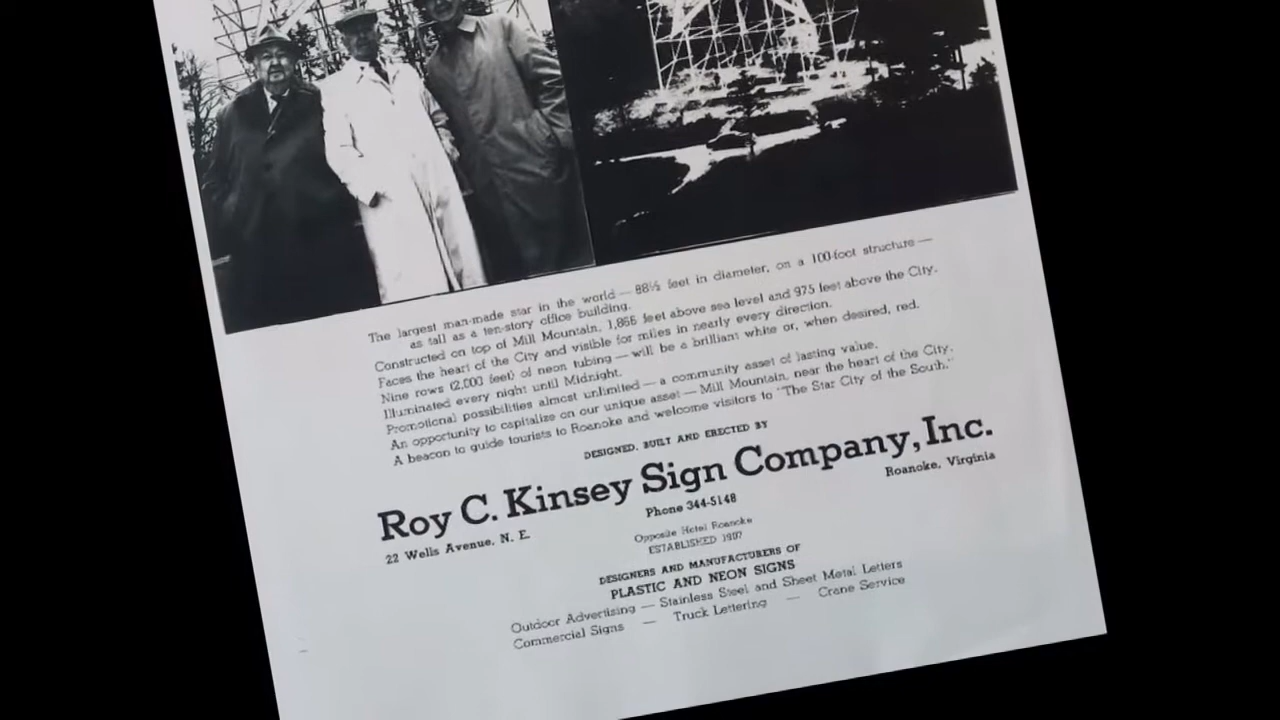 The largest man-made star in the world — 88½ feet in diameter, on a 100-foot structure —
as tall as a ten-story office building.
Constructed on top of Mill Mountain, 1,855 feet above sea level and 975 feet above the City.
Faces the heart of the City and visible for miles in nearly every direction.
Nine rows (2,000 feet) of neon tubing — will be a brilliant white or, when desired, red.
Illuminated every night until Midnight.
Promotional possibilities almost unlimited — a community asset of lasting value.
An opportunity to capitalize on our unique asset — Mill Mountain, near the heart of the City.
A beacon to guide tourists to Roanoke and welcome visitors to "The Star City of the South."
DESIGNED, BUILT AND ERECTED BY
Roy C. Kinsey Sign Company, Inc.
22 Wells Avenue, N. E. Phone 344-5148 Roanoke, Virginia
Opposite Hotel Roanoke
ESTABLISHED 1907
DESIGNERS AND MANUFACTURERS OF
PLASTIC AND NEON SIGNS
Outdoor Advertising — Stainless Steel and Sheet Metal Letters
Commercial Signs — Truck Lettering — Crane Service